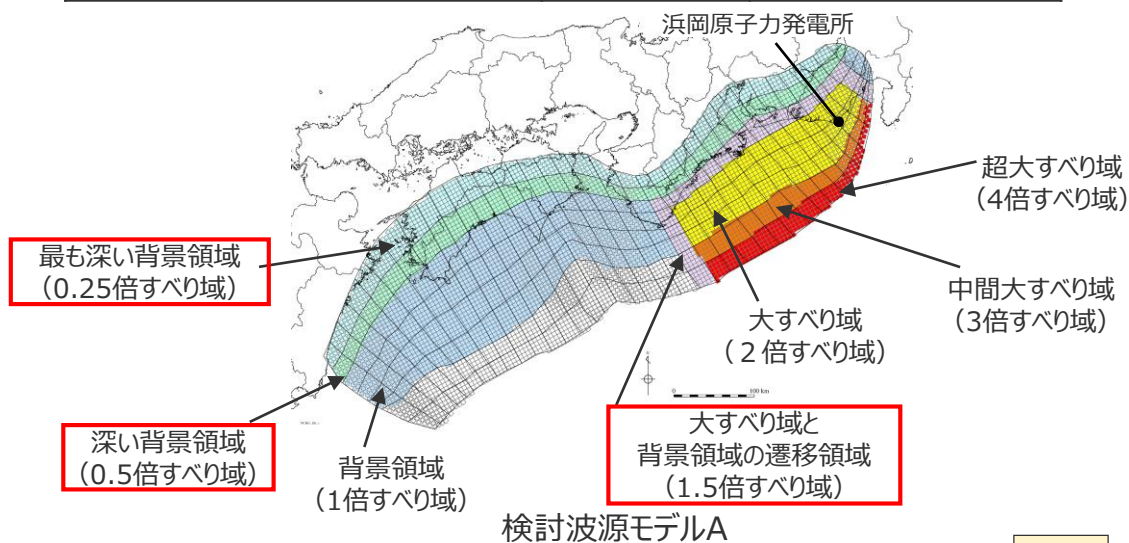 浜岡原子力発電所
超大すべり域
（4倍すべり域）
最も深い背景領域
（0.25倍すべり域）
中間大すべり域
（3倍すべり域）
大すべり域
（２倍すべり域）
0
100 km
深い背景領域
（0.5倍すべり域）
背景領域
（1倍すべり域）
大すべり域と
背景領域の遷移領域
（1.5倍すべり域）
検討波源モデルA